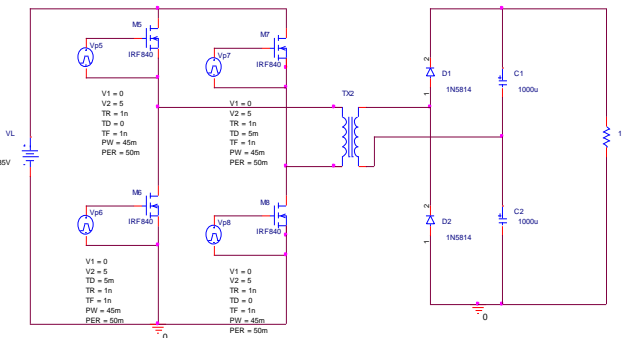 M5
Vp5
IRF840
V1 = 0
V2 = 5
TR = 1n
TD = 0
TF = 1n
PW = 45m
PER = 50m
M7
Vp7
IRF840
V1 = 0
V2 = 5
TR = 1n
TD = 5m
TF = 1n
PW = 45m
PER = 50m
VL
TX2
2
D1
1
1N5814
C1
1000u
1
M6
Vp6
IRF840
V1 = 0
V2 = 5
TD = 5m
TR = 1n
TF = 1n
PW = 45m
PER = 50m
0
M8
Vp8
IRF840
V1 = 0
V2 = 5
TR = 1n
TD = 0
TF = 1n
PW = 45m
PER = 50m
2
D2
1
1N5814
C2
1000u
0